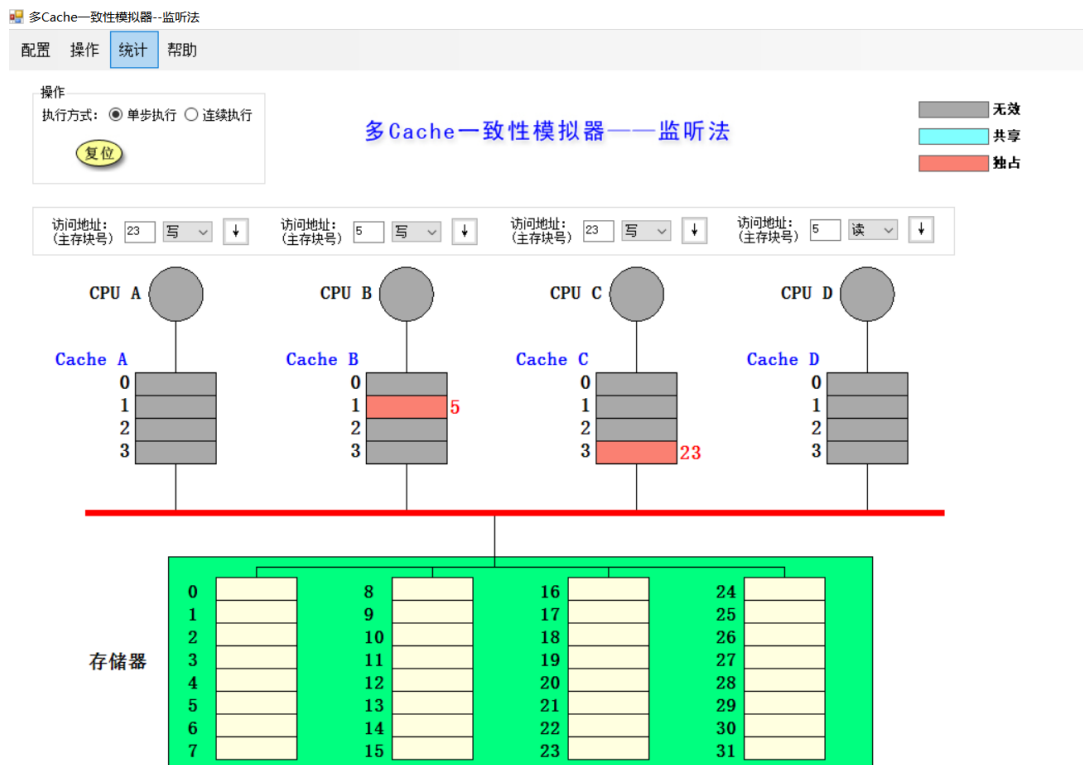 多Cache一致性模拟器--监听法
配置 操作 统计 帮助
操作
执行方式： 单步执行 连续执行
复位
多Cache一致性模拟器——监听法
无效
共享
独占
访问地址：
(主存块号) 23 写 ↓
访问地址：
(主存块号) 5 写 ↓
访问地址：
(主存块号) 23 写 ↓
访问地址：
(主存块号) 5 读 ↓
CPU A CPU B CPU C CPU D
Cache A Cache B Cache C Cache D
0 0 0 0
1 1 5 1 1
2 2 2 2
3 3 3 23 3
存储器
0 8 16 24
1 9 17 25
2 10 18 26
3 11 19 27
4 12 20 28
5 13 21 29
6 14 22 30
7 15 23 31